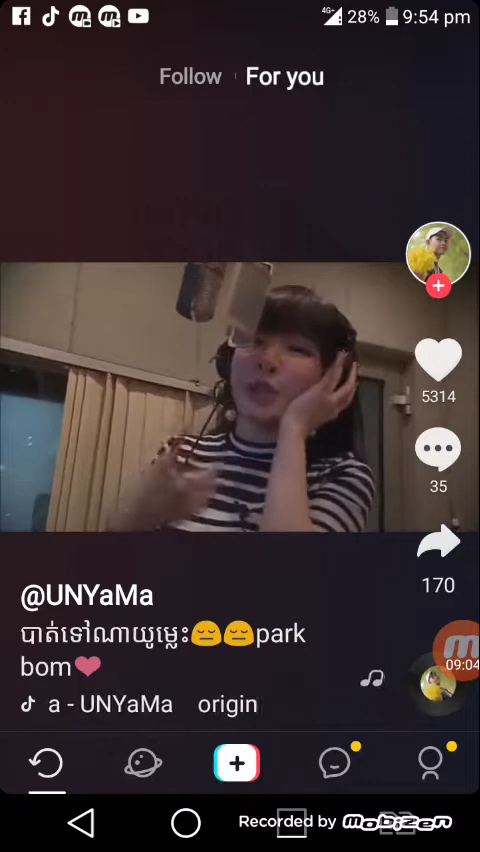 4G+ 28% 9:54 pm
Follow For you
5314
35
170
@UNYaMa
បាត់ទៅណាយូម្លេះ😔😔park
bom❤
a - UNYaMa origin
09:04
Recorded by MOBIZEN